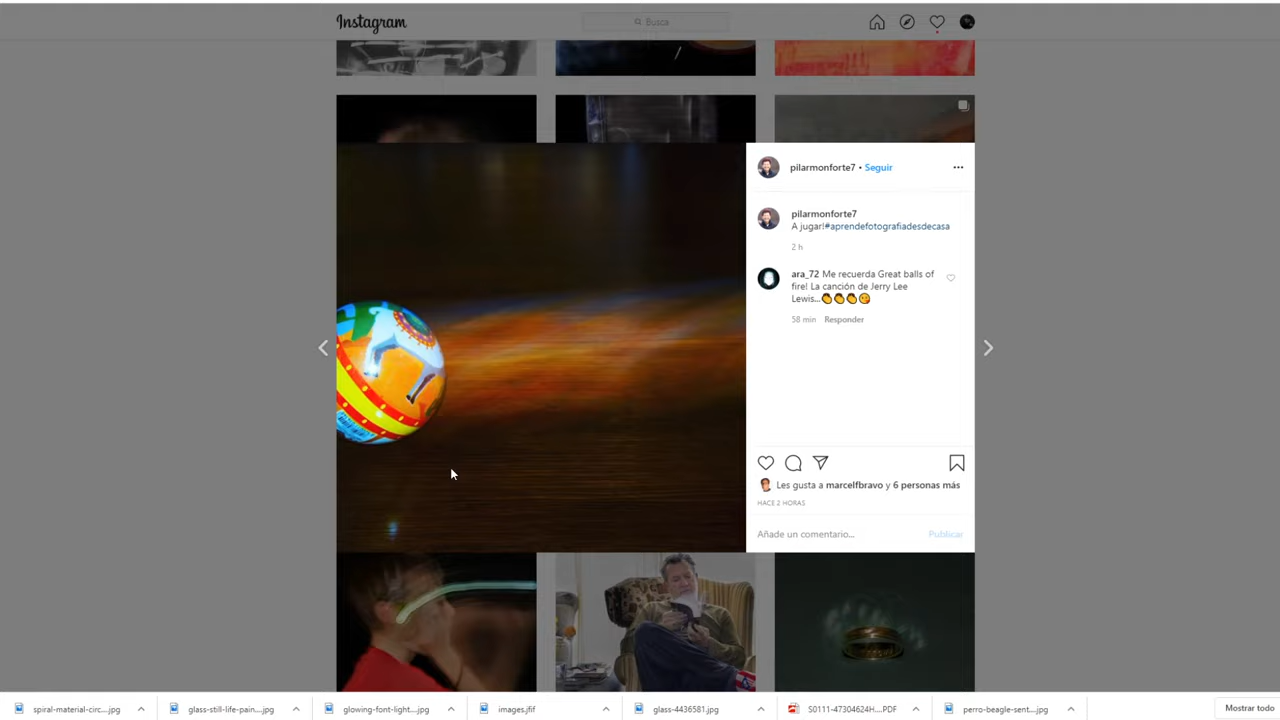 Instagram
Busca
pilarmonforte7 • Seguir
pilarmonforte7
A jugar!#aprendefotografiadesdecasa
2 h
ara_72 Me recuerda Great balls of
fire! La canción de Jerry Lee
Lewis...👏👏👏😘
58 min Responder
Les gusta a marcelfbravo y 6 personas más
HACE 2 HORAS
Añade un comentario... Publicar
spiral-material-circ....jpg
glass-still-life-pain....jpg
glowing-font-light....jpg
images.jfif
glass-4436581.jpg
S0111-47304624H....PDF
perro-beagle-sent....jpg
Mostrar todo